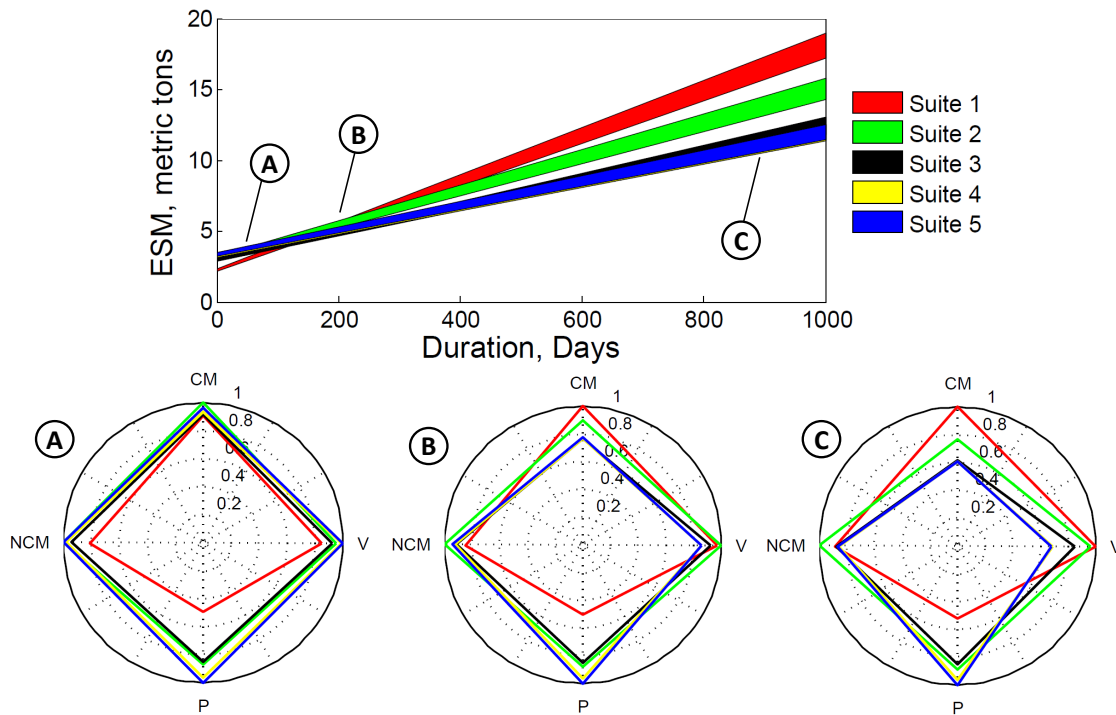 20
15
10
5
0
ESM, metric tons
0
200
400
600
800
1000
Duration, Days
A
B
C
Suite 1
Suite 2
Suite 3
Suite 4
Suite 5
A
CM
1
0.8
0.6
0.4
0.2
NCM
V
P
B
CM
1
0.8
0.6
0.4
0.2
NCM
V
P
C
CM
1
0.8
0.6
0.4
0.2
NCM
V
P